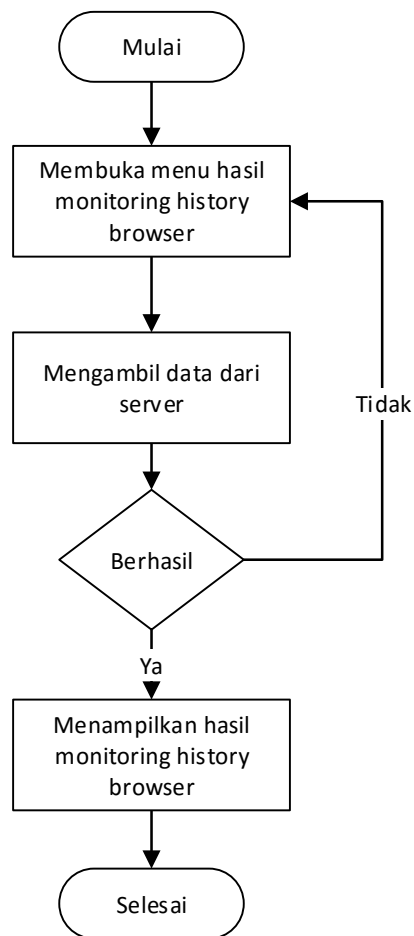 Mulai
Membuka menu hasil
monitoring history
browser
Mengambil data dari
server
Tidak
Berhasil
Ya
Menampilkan hasil
monitoring history
browser
Selesai